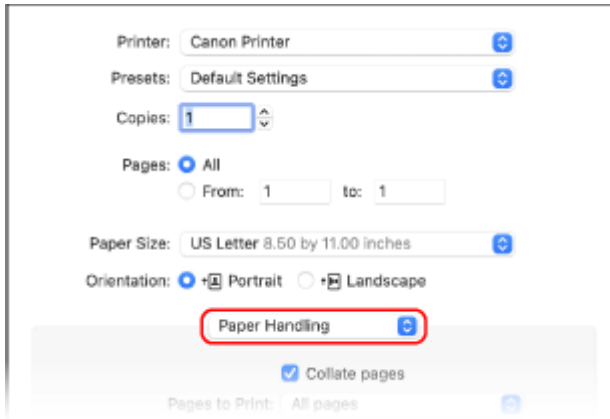 Printer: Canon Printer
Presets: Default Settings
Copies: 1
Pages: All
From: 1 to: 1
Paper Size: US Letter 8.50 by 11.00 inches
Orientation: Portrait Landscape
Paper Handling
Collate pages
Pages to Print: All pages